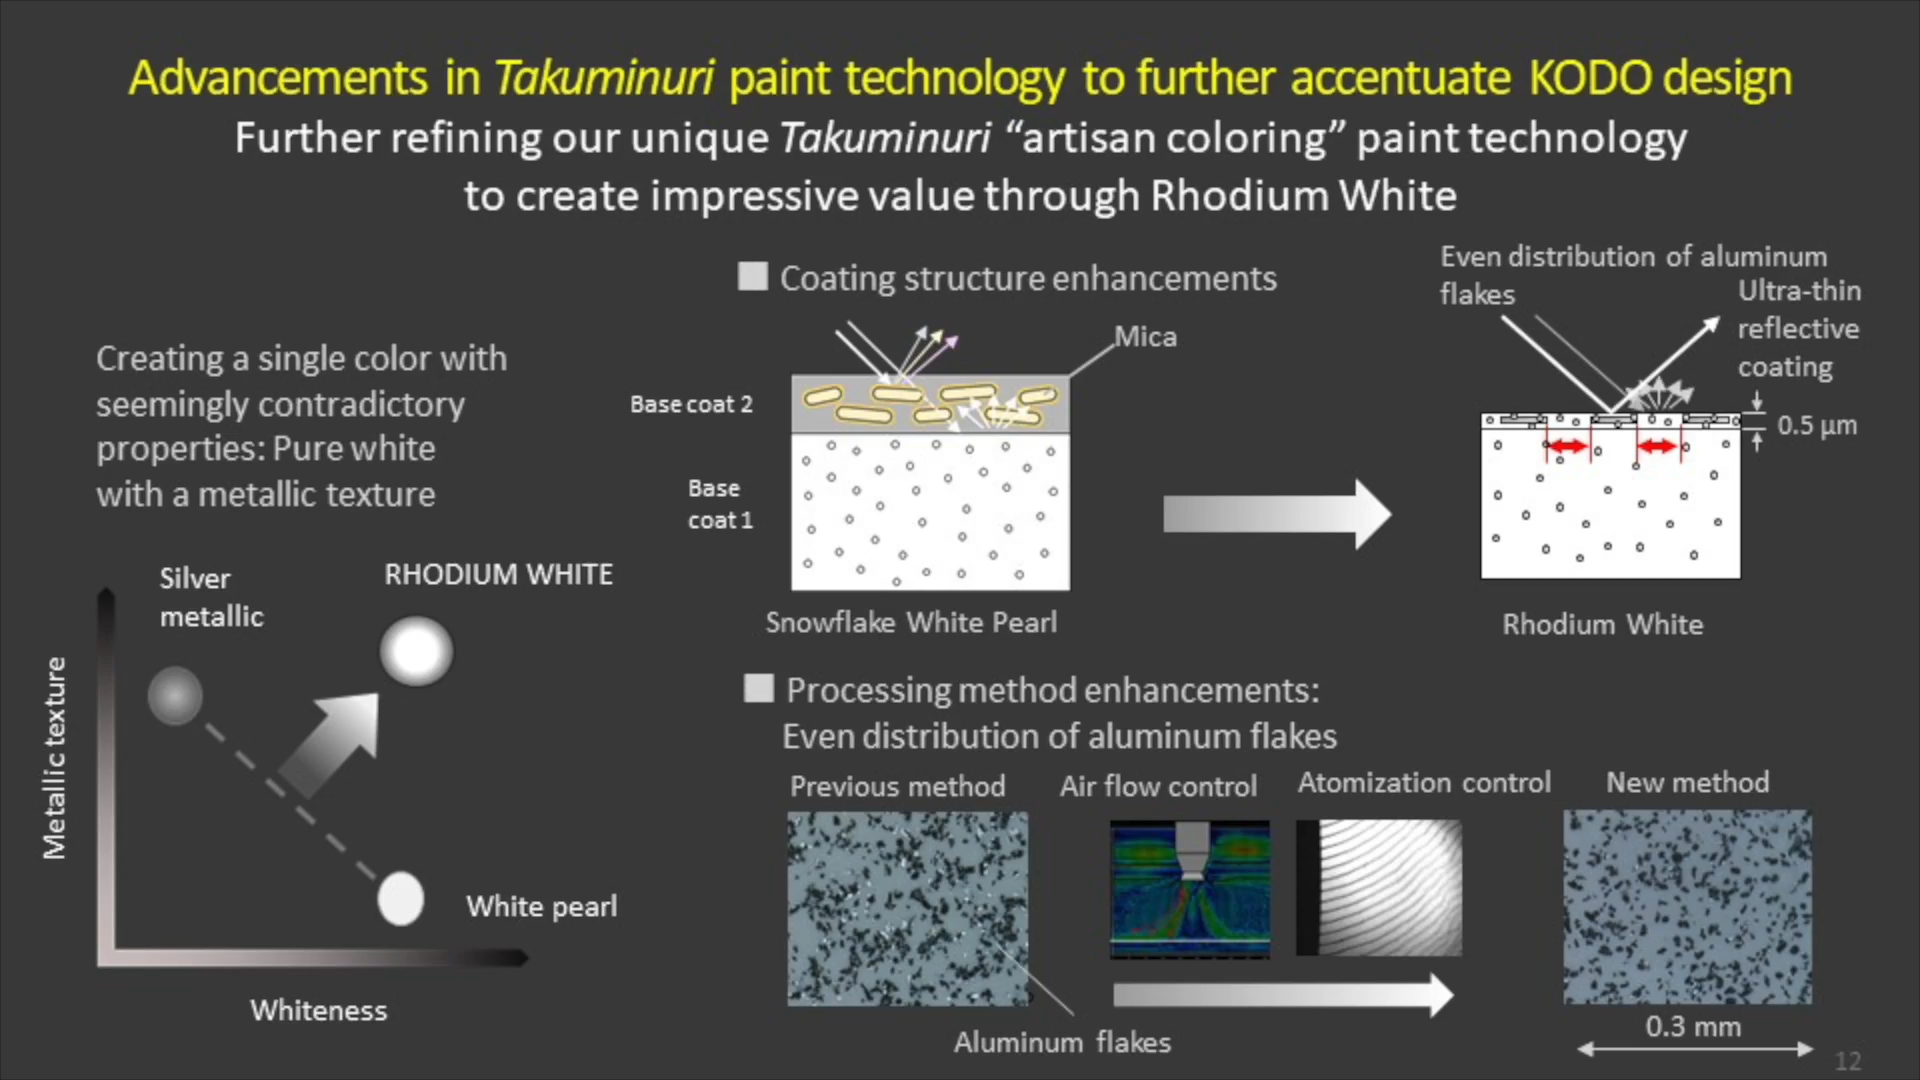 Advancements in Takuminuri paint technology to further accentuate KODO design
Further refining our unique Takuminuri “artisan coloring” paint technology
to create impressive value through Rhodium White
Creating a single color with
seemingly contradictory
properties: Pure white
with a metallic texture
Silver
metallic
RHODIUM WHITE
Metallic texture
White pearl
Whiteness
Coating structure enhancements
Mica
Base coat 2
Base
coat 1
Snowflake White Pearl
Even distribution of aluminum
flakes
Ultra-thin
reflective
coating
0.5 μm
Rhodium White
Processing method enhancements:
Even distribution of aluminum flakes
Previous method
Air flow control
Atomization control
New method
Aluminum flakes
0.3 mm
12